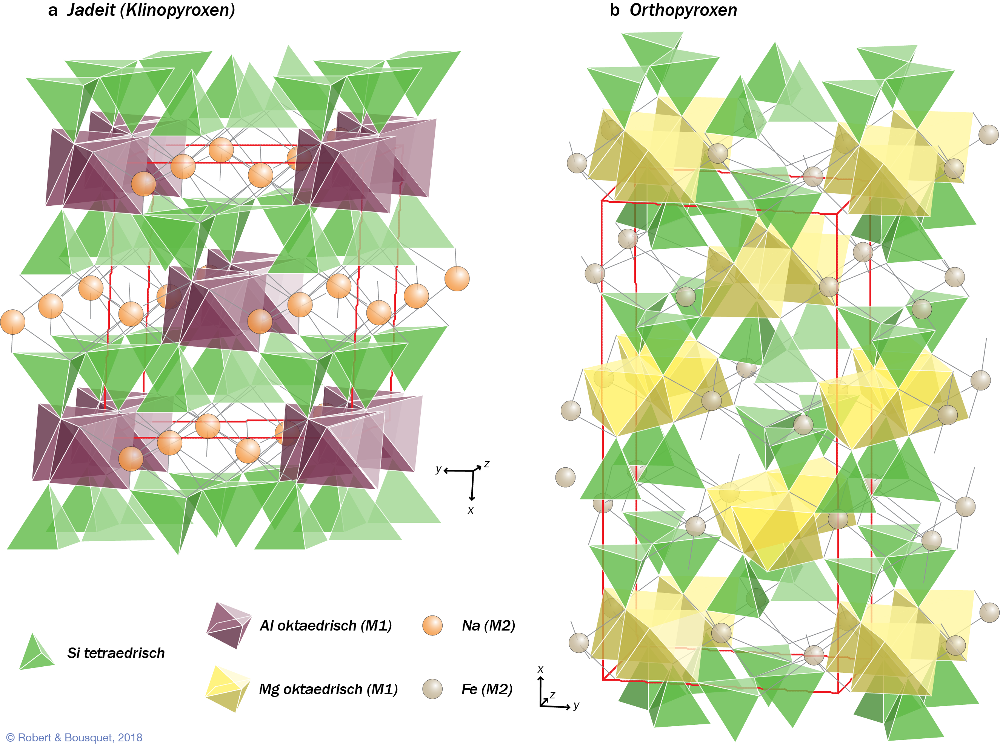 a Jadeit (Klinopyroxen)
b Orthopyroxen
y
z
x
Si tetraedrisch
Al oktaedrisch (M1)
Na (M2)
Mg oktaedrisch (M1)
Fe (M2)
x
z
y
© Robert & Bousquet, 2018